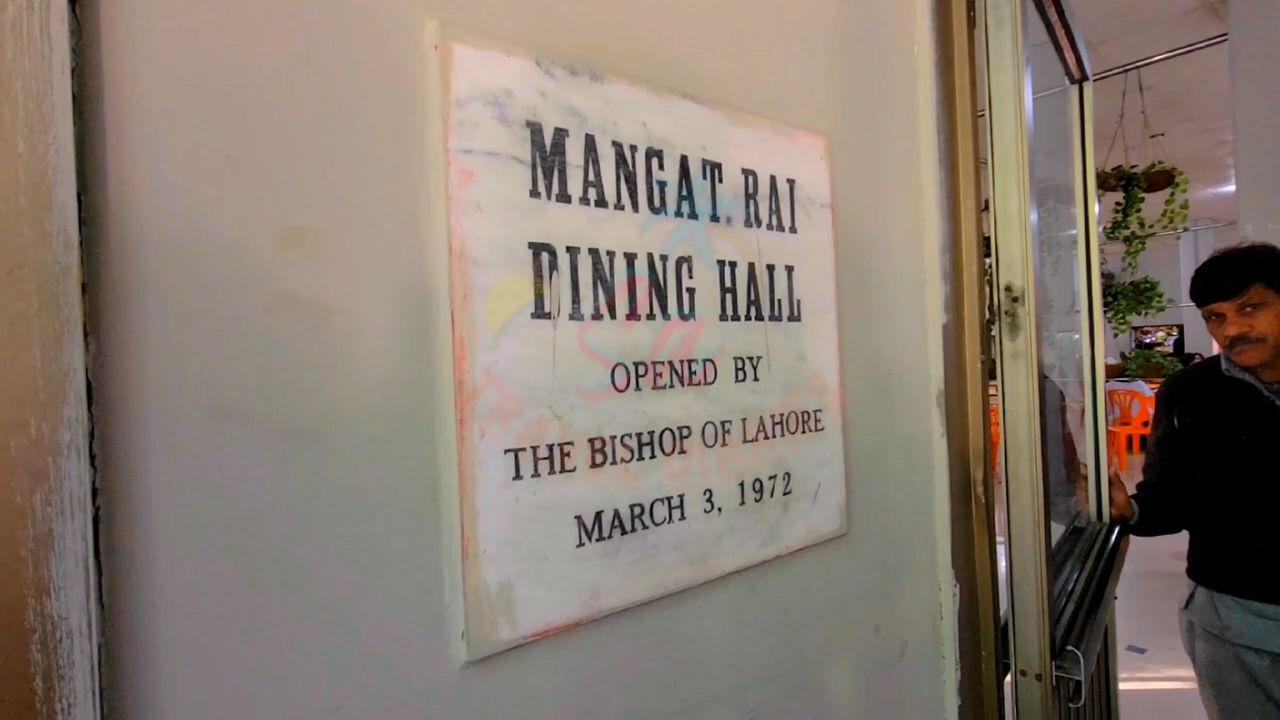 MANGAT. RAI
DINING HALL
OPENED BY
THE BISHOP OF LAHORE
MARCH 3, 1972